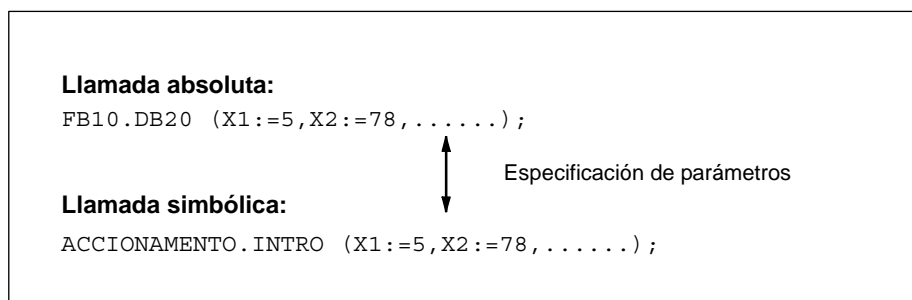 Llamada absoluta:
FB10.DB20 (X1:=5,X2:=78,......);
Especificación de parámetros
Llamada simbólica:
ACCIONAMENTO.INTRO (X1:=5,X2:=78,......);